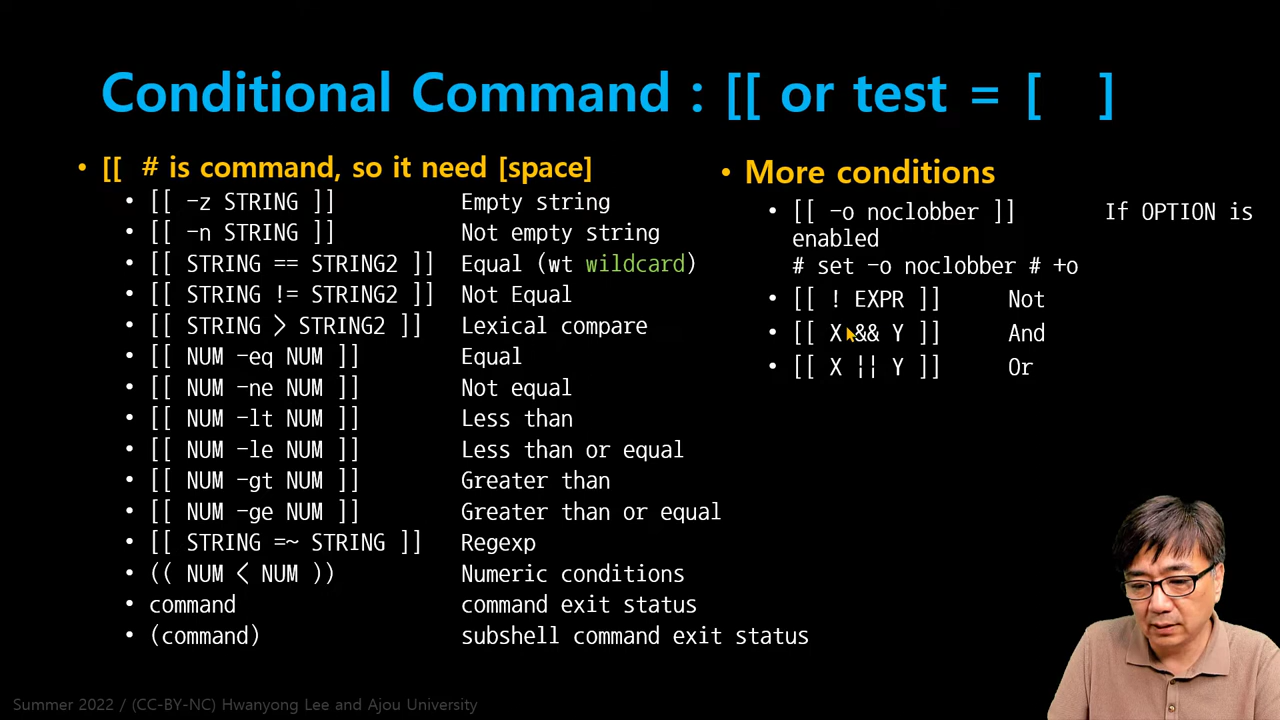 Conditional Command : [[ or test = [ ]
• [[ # is command, so it need [space]
• [[ -z STRING ]] Empty string
• [[ -n STRING ]] Not empty string
• [[ STRING == STRING2 ]] Equal (wt wildcard)
• [[ STRING != STRING2 ]] Not Equal
• [[ STRING > STRING2 ]] Lexical compare
• [[ NUM -eq NUM ]] Equal
• [[ NUM -ne NUM ]] Not equal
• [[ NUM -lt NUM ]] Less than
• [[ NUM -le NUM ]] Less than or equal
• [[ NUM -gt NUM ]] Greater than
• [[ NUM -ge NUM ]] Greater than or equal
• [[ STRING =~ STRING ]] Regexp
• (( NUM < NUM )) Numeric conditions
• command command exit status
• (command) subshell command exit status
• More conditions
• [[ -o noclobber ]] If OPTION is
enabled
# set -o noclobber # +o
• [[ ! EXPR ]] Not
• [[ X && Y ]] And
• [[ X || Y ]] Or
Summer 2022 / (CC-BY-NC) Hwanyong Lee and Ajou University